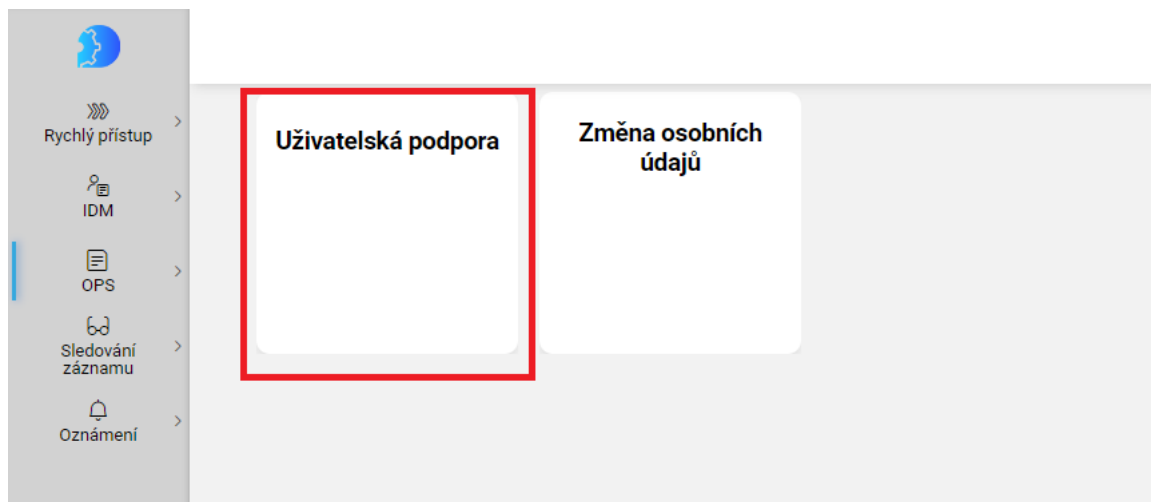 Rychlý přístup
IDM
OPS
Sledování
záznamu
Oznámení
Uživatelská podpora
Změna osobních
údajů